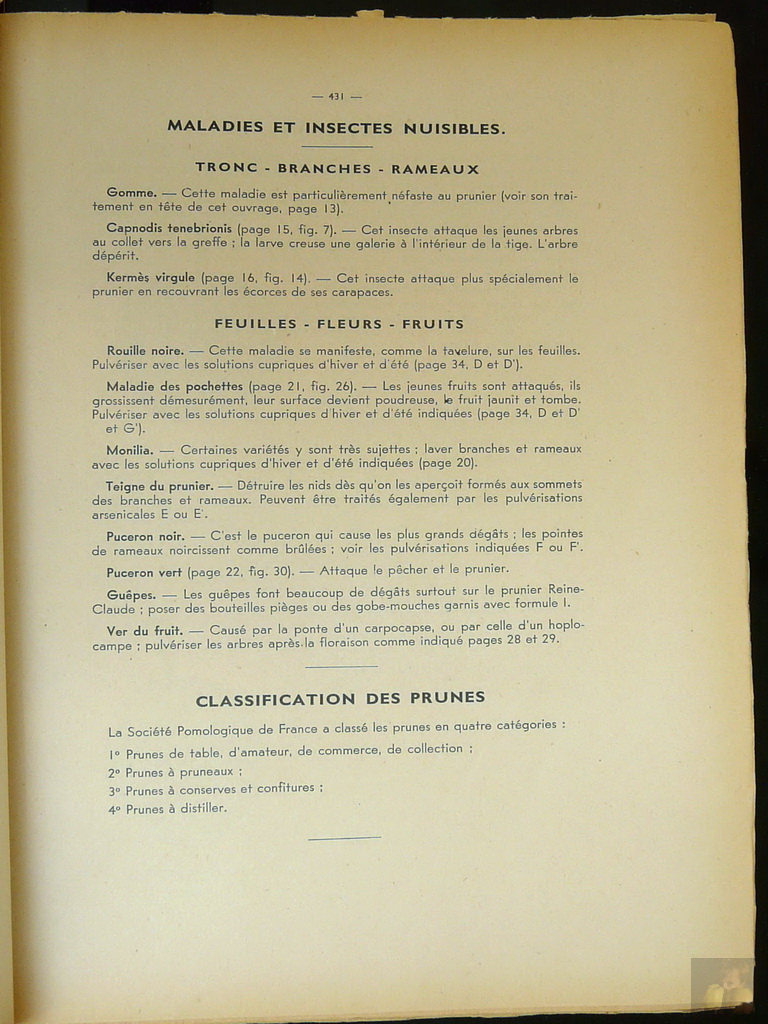 — 431 —
MALADIES ET INSECTES NUISIBLES.
TRONC - BRANCHES - RAMEAUX
Gomme. — Cette maladie est particulièrement néfaste au prunier (voir son trai-
tement en tête de cet ouvrage, page 13).
Capnodis tenebrionis (page 15, fig. 7). — Cet insecte attaque les jeunes arbres
au collet vers la greffe ; la larve creuse une galerie à l'intérieur de la tige. L'arbre
dépérit.
Kermès virgule (page 16, fig. 14). — Cet insecte attaque plus spécialement le
prunier en recouvrant les écorces de ses carapaces.
FEUILLES - FLEURS - FRUITS
Rouille noire. — Cette maladie se manifeste, comme la tavelure, sur les feuilles.
Pulvériser avec les solutions cupriques d'hiver et d'été (page 34, D et D').
Maladie des pochettes (page 21, fig. 26). — Les jeunes fruits sont attaqués, ils
grossissent démesurément, leur surface devient poudreuse, le fruit jaunit et tombe.
Pulvériser avec les solutions cupriques d'hiver et d'été indiquées (page 34, D et D'
et G').
Monilia. — Certaines variétés y sont très sujettes ; laver branches et rameaux
avec les solutions cupriques d'hiver et d'été indiquées (page 20).
Teigne du prunier. — Détruire les nids dès qu'on les aperçoit formés aux sommets
des branches et rameaux. Peuvent être traités également par les pulvérisations
arsenicales E ou E'.
Puceron noir. — C'est le puceron qui cause les plus grands dégâts ; les pointes
de rameaux noircissent comme brûlées ; voir les pulvérisations indiquées F ou F'.
Puceron vert (page 22, fig. 30). — Attaque le pêcher et le prunier.
Guêpes. — Les guêpes font beaucoup de dégâts surtout sur le prunier Reine-
Claude ; poser des bouteilles pièges ou des gobe-mouches garnis avec formule I.
Ver du fruit. — Causé par la ponte d'un carpocapse, ou par celle d'un hoplo-
campe ; pulvériser les arbres après la floraison comme indiqué pages 28 et 29.
CLASSIFICATION DES PRUNES
La Société Pomologique de France a classé les prunes en quatre catégories :
1° Prunes de table, d'amateur, de commerce, de collection ;
2° Prunes à pruneaux ;
3° Prunes à conserves et confitures ;
4° Prunes à distiller.